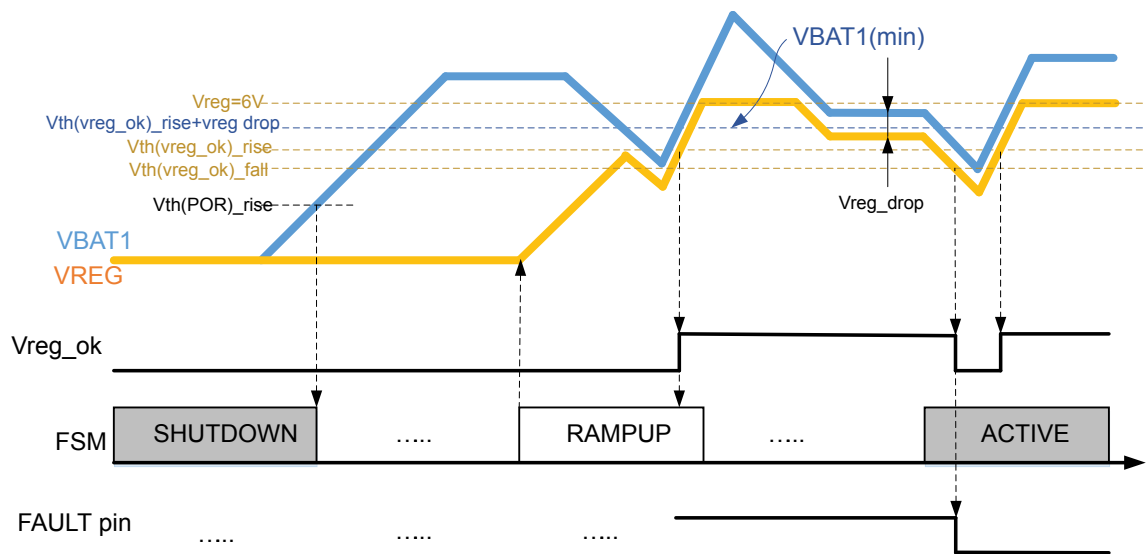 VBAT1(min)
Vreg=6V
Vth(vreg_ok)_rise+vreg drop
Vth(vreg_ok)_rise
Vth(vreg_ok)_fall
Vth(POR)_rise
Vreg_drop
VBAT1
VREG
Vreg_ok
FSM SHUTDOWN ..... RAMPUP ..... ACTIVE
FAULT pin ..... ..... .....